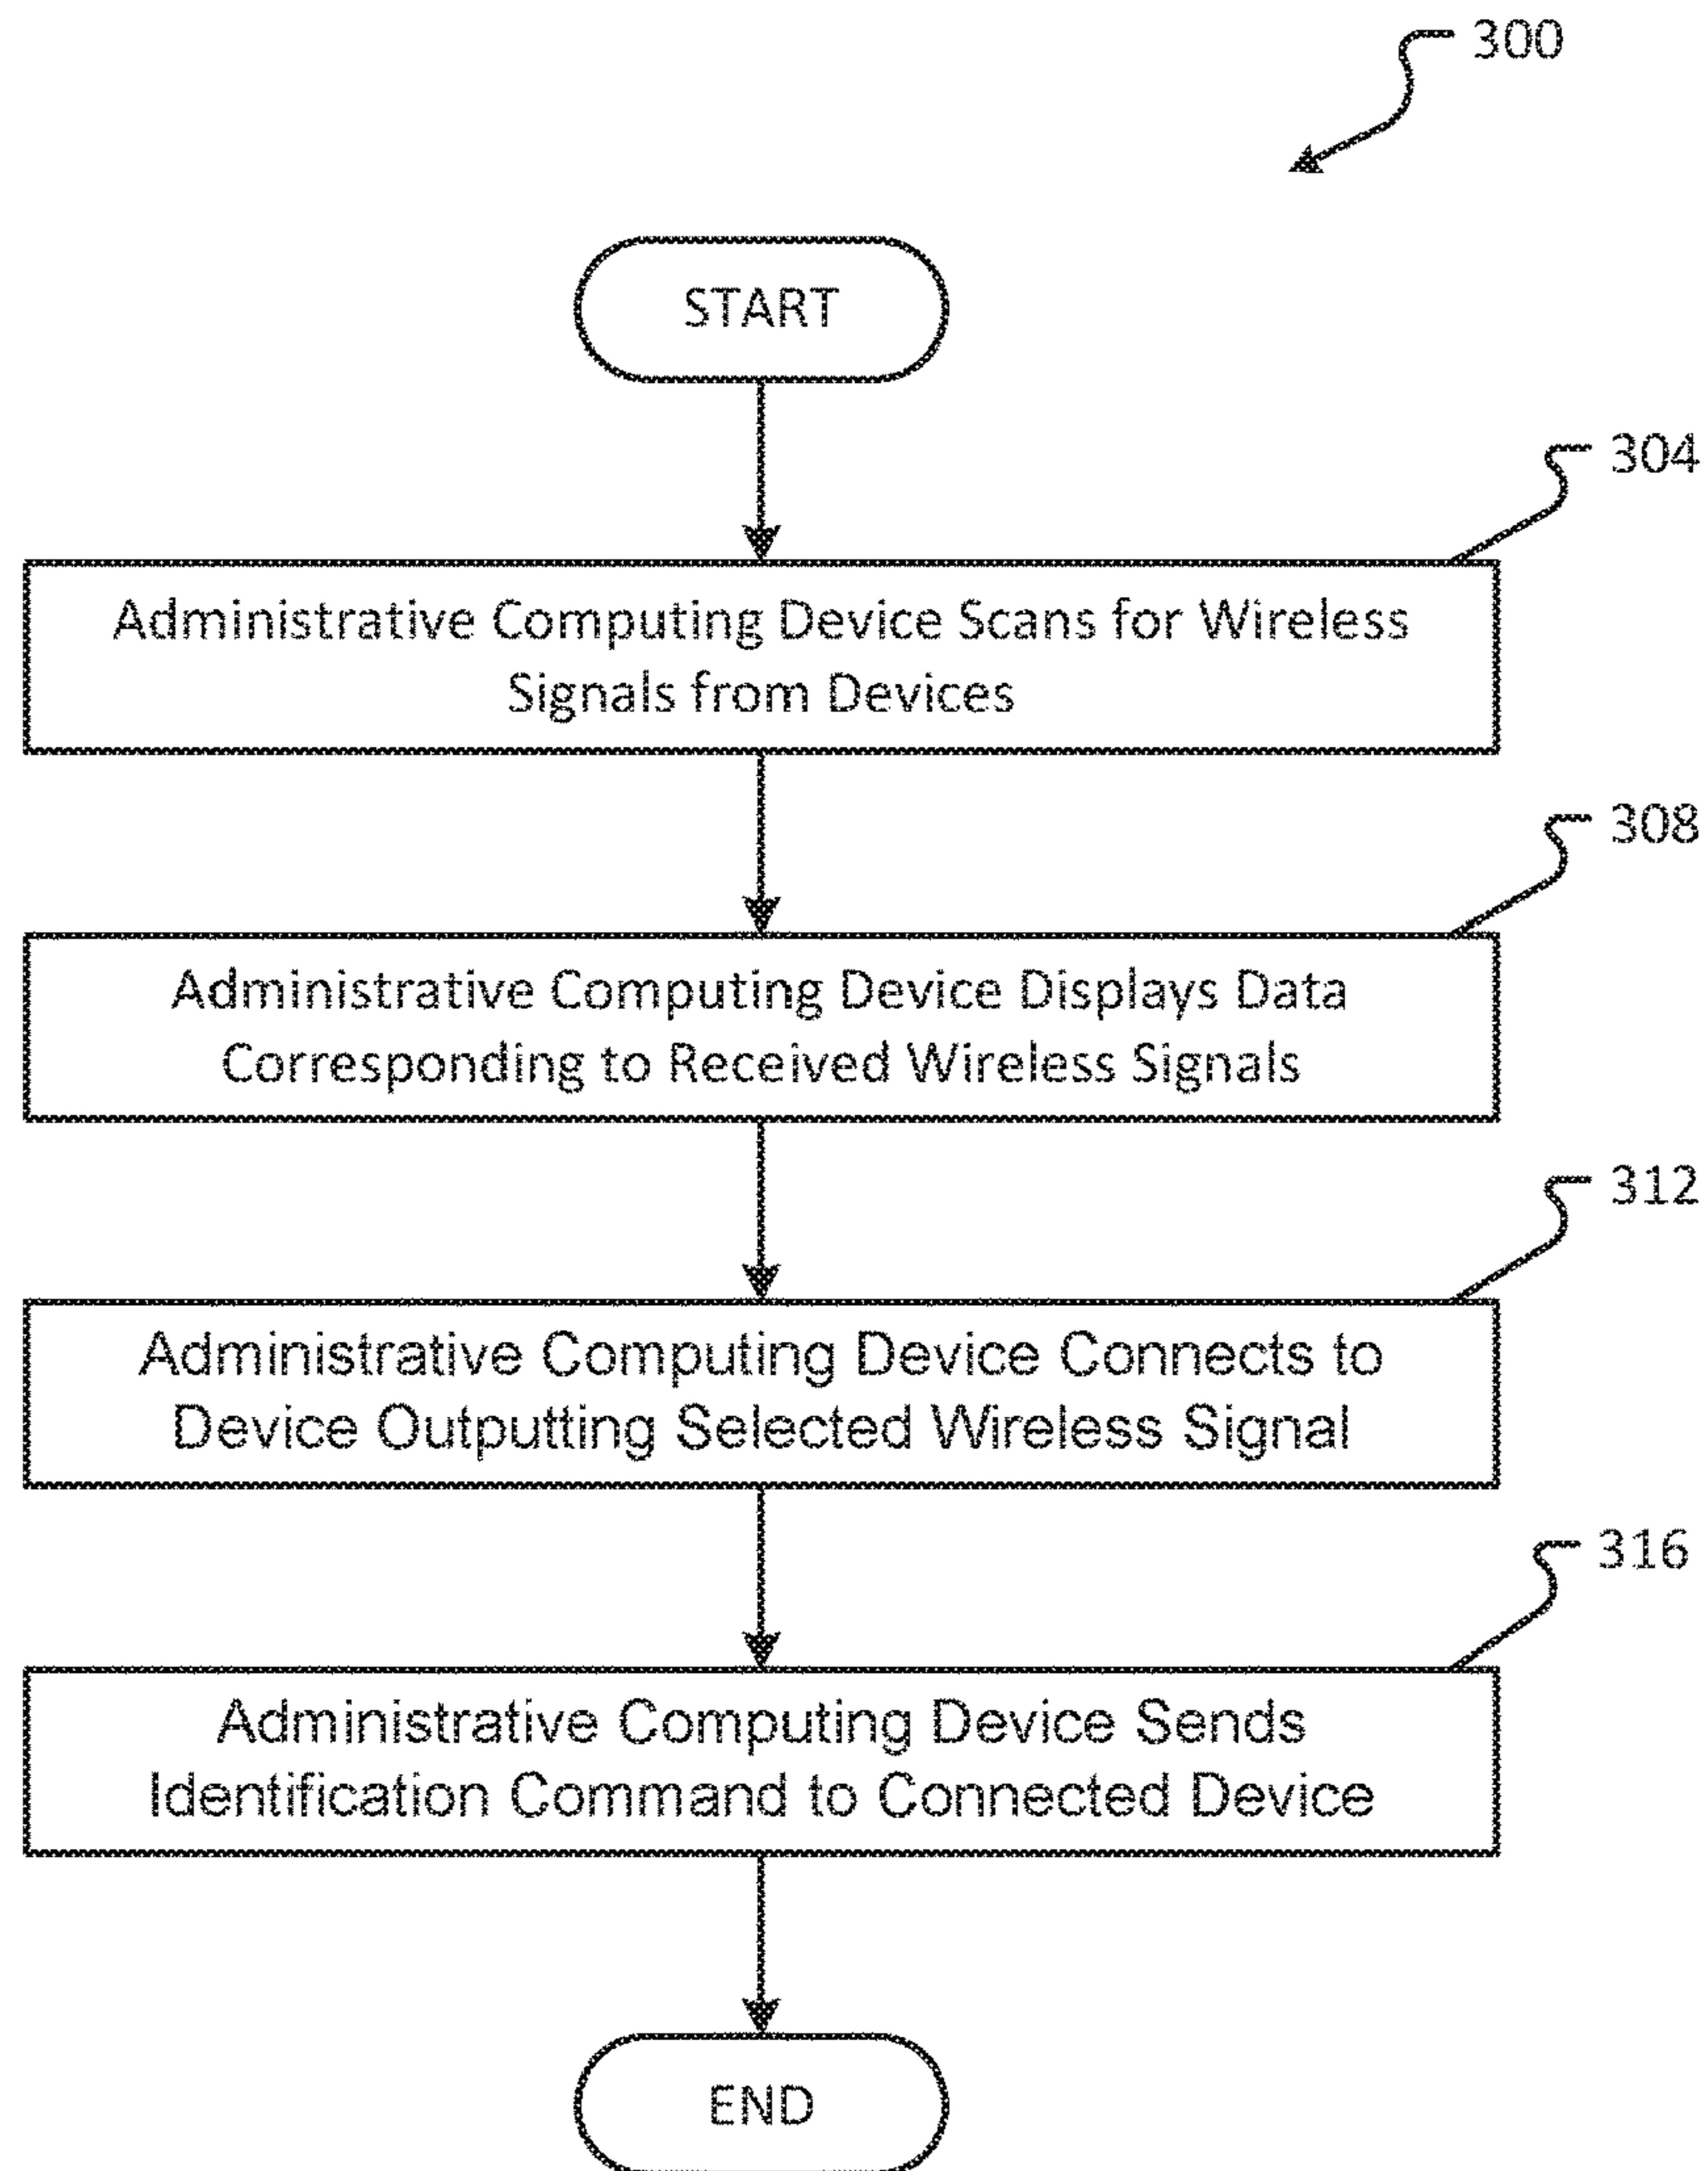 300
START
304
Administrative Computing Device Scans for Wireless
Signals from Devices
308
Administrative Computing Device Displays Data
Corresponding to Received Wireless Signals
312
Administrative Computing Device Connects to
Device Outputting Selected Wireless Signal
316
Administrative Computing Device Sends
Identification Command to Connected Device
END